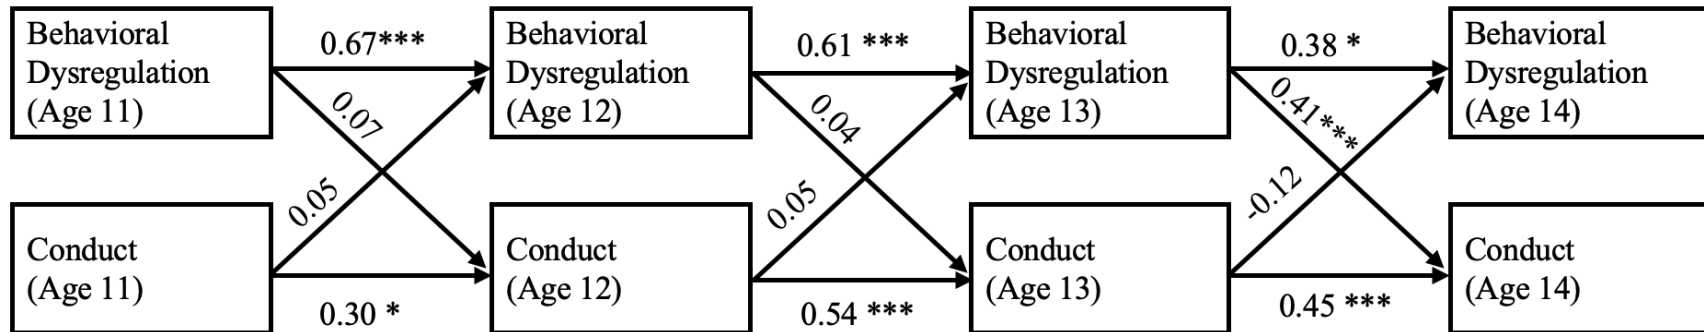 Behavioral
Dysregulation
(Age 11)
0.67***
Behavioral
Dysregulation
(Age 12)
0.61 ***
Behavioral
Dysregulation
(Age 13)
0.38 *
Behavioral
Dysregulation
(Age 14)
0.07
0.05
0.04
0.05
0.41***
-0.12
Conduct
(Age 11)
0.30 *
Conduct
(Age 12)
0.54 ***
Conduct
(Age 13)
0.45 ***
Conduct
(Age 14)